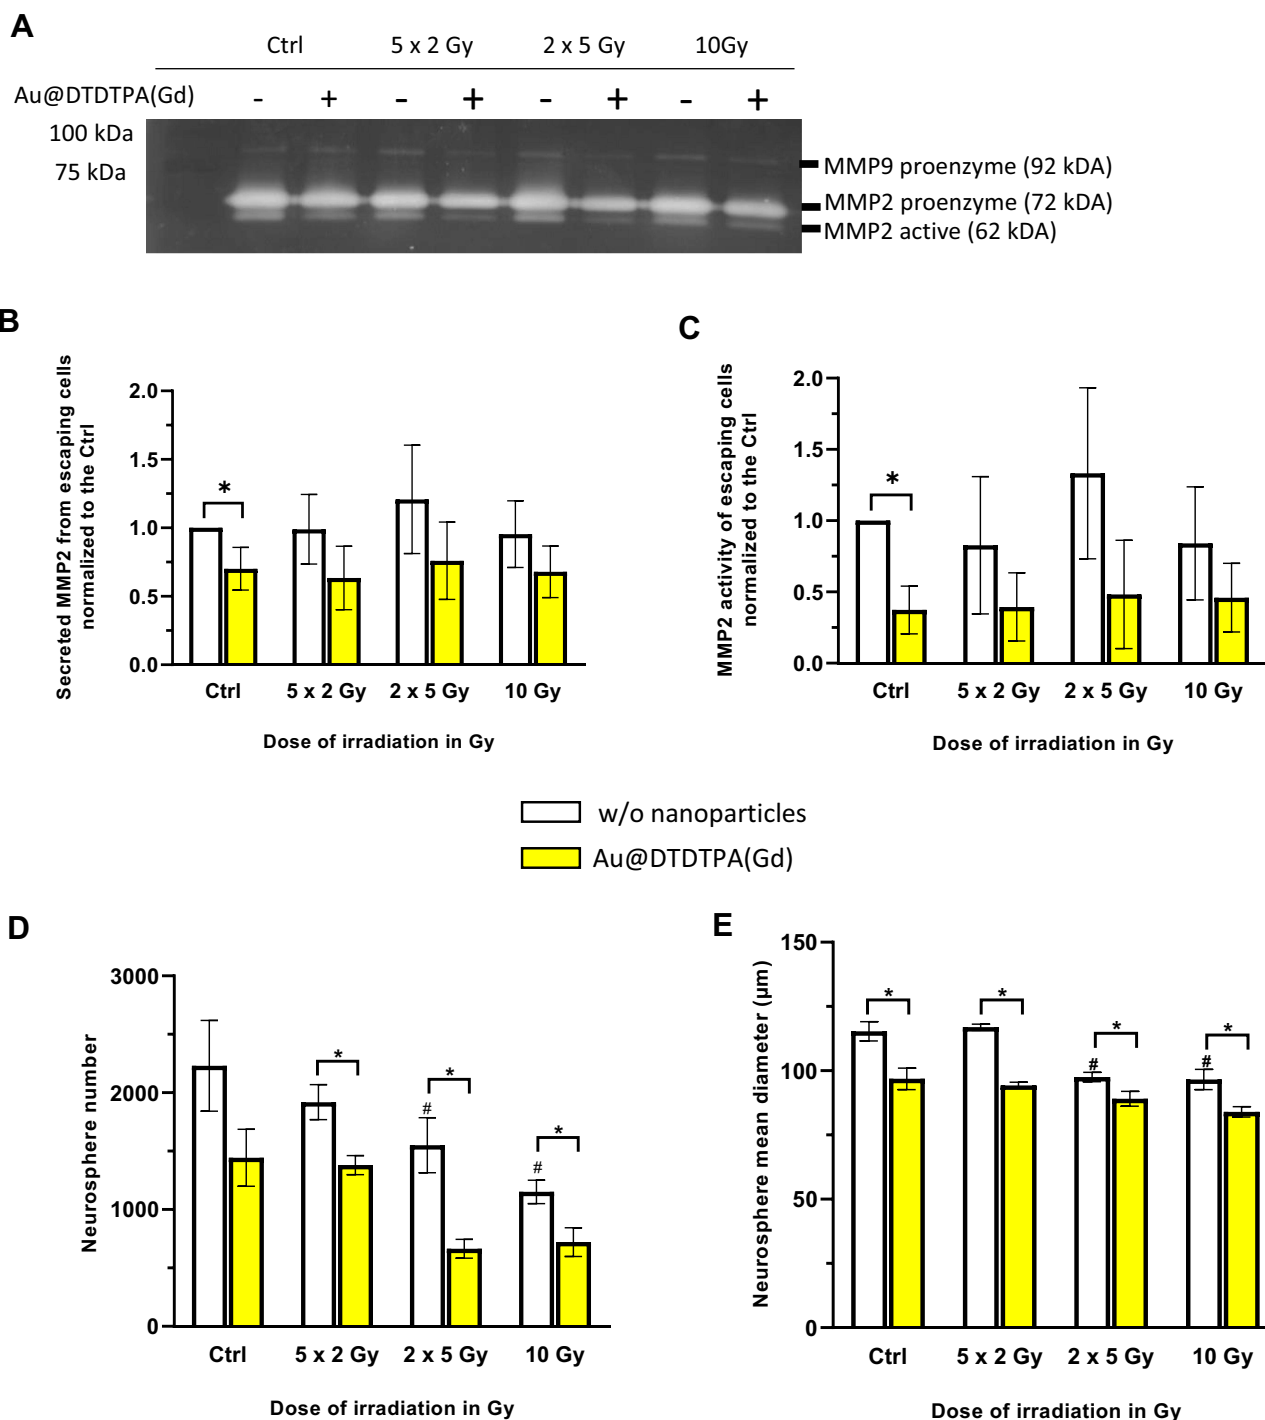 A
Ctrl 5 x 2 Gy 2 x 5 Gy 10Gy
Au@DTDTPA(Gd) - + - + - + - +
100 kDa
75 kDa
MMP9 proenzyme (92 kDA)
MMP2 proenzyme (72 kDA)
MMP2 active (62 kDA)
B
Secreted MMP2 from escaping cells
normalized to the Ctrl
2.0
1.5
1.0
0.5
0.0
*
Ctrl 5 x 2 Gy 2 x 5 Gy 10 Gy
Dose of irradiation in Gy
C
MMP2 activity of escaping cells
normalized to the Ctrl
2.0
1.5
1.0
0.5
0.0
*
Ctrl 5 x 2 Gy 2 x 5 Gy 10 Gy
Dose of irradiation in Gy
w/o nanoparticles
Au@DTDTPA(Gd)
D
Neurosphere number
3000
2000
1000
0
* * *
# #
Ctrl 5 x 2 Gy 2 x 5 Gy 10 Gy
Dose of irradiation in Gy
E
Neurosphere mean diameter (µm)
150
100
50
0
* * * *
# #
Ctrl 5 x 2 Gy 2 x 5 Gy 10 Gy
Dose of irradiation in Gy